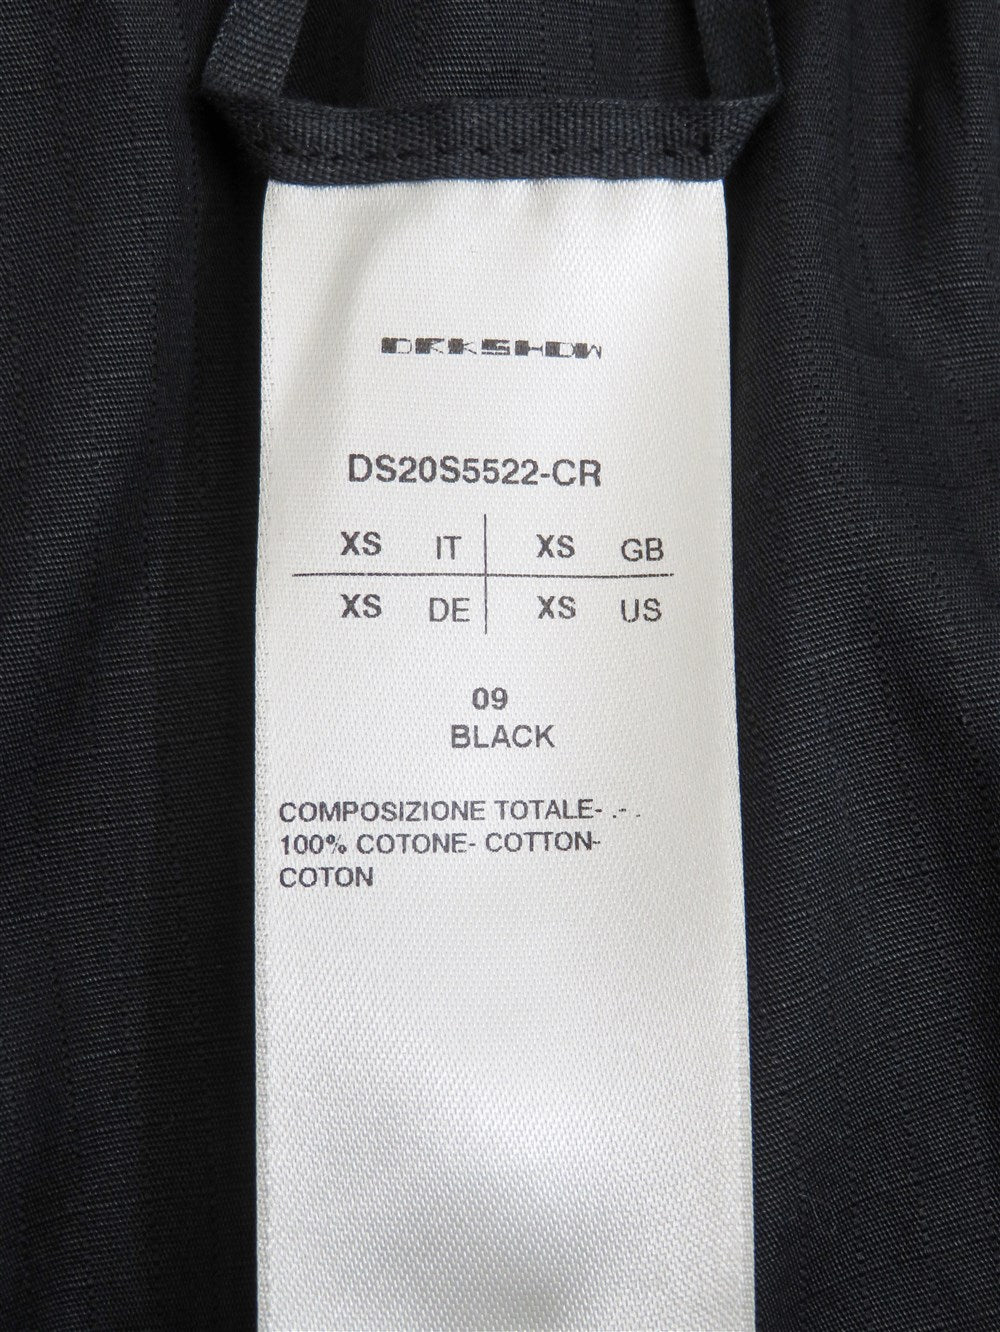 DRKSHDW
DS20S5522-CR
XS IT XS GB
XS DE XS US
09
BLACK
COMPOSIZIONE TOTALE- .- .
100% COTONE- COTTON-
COTON